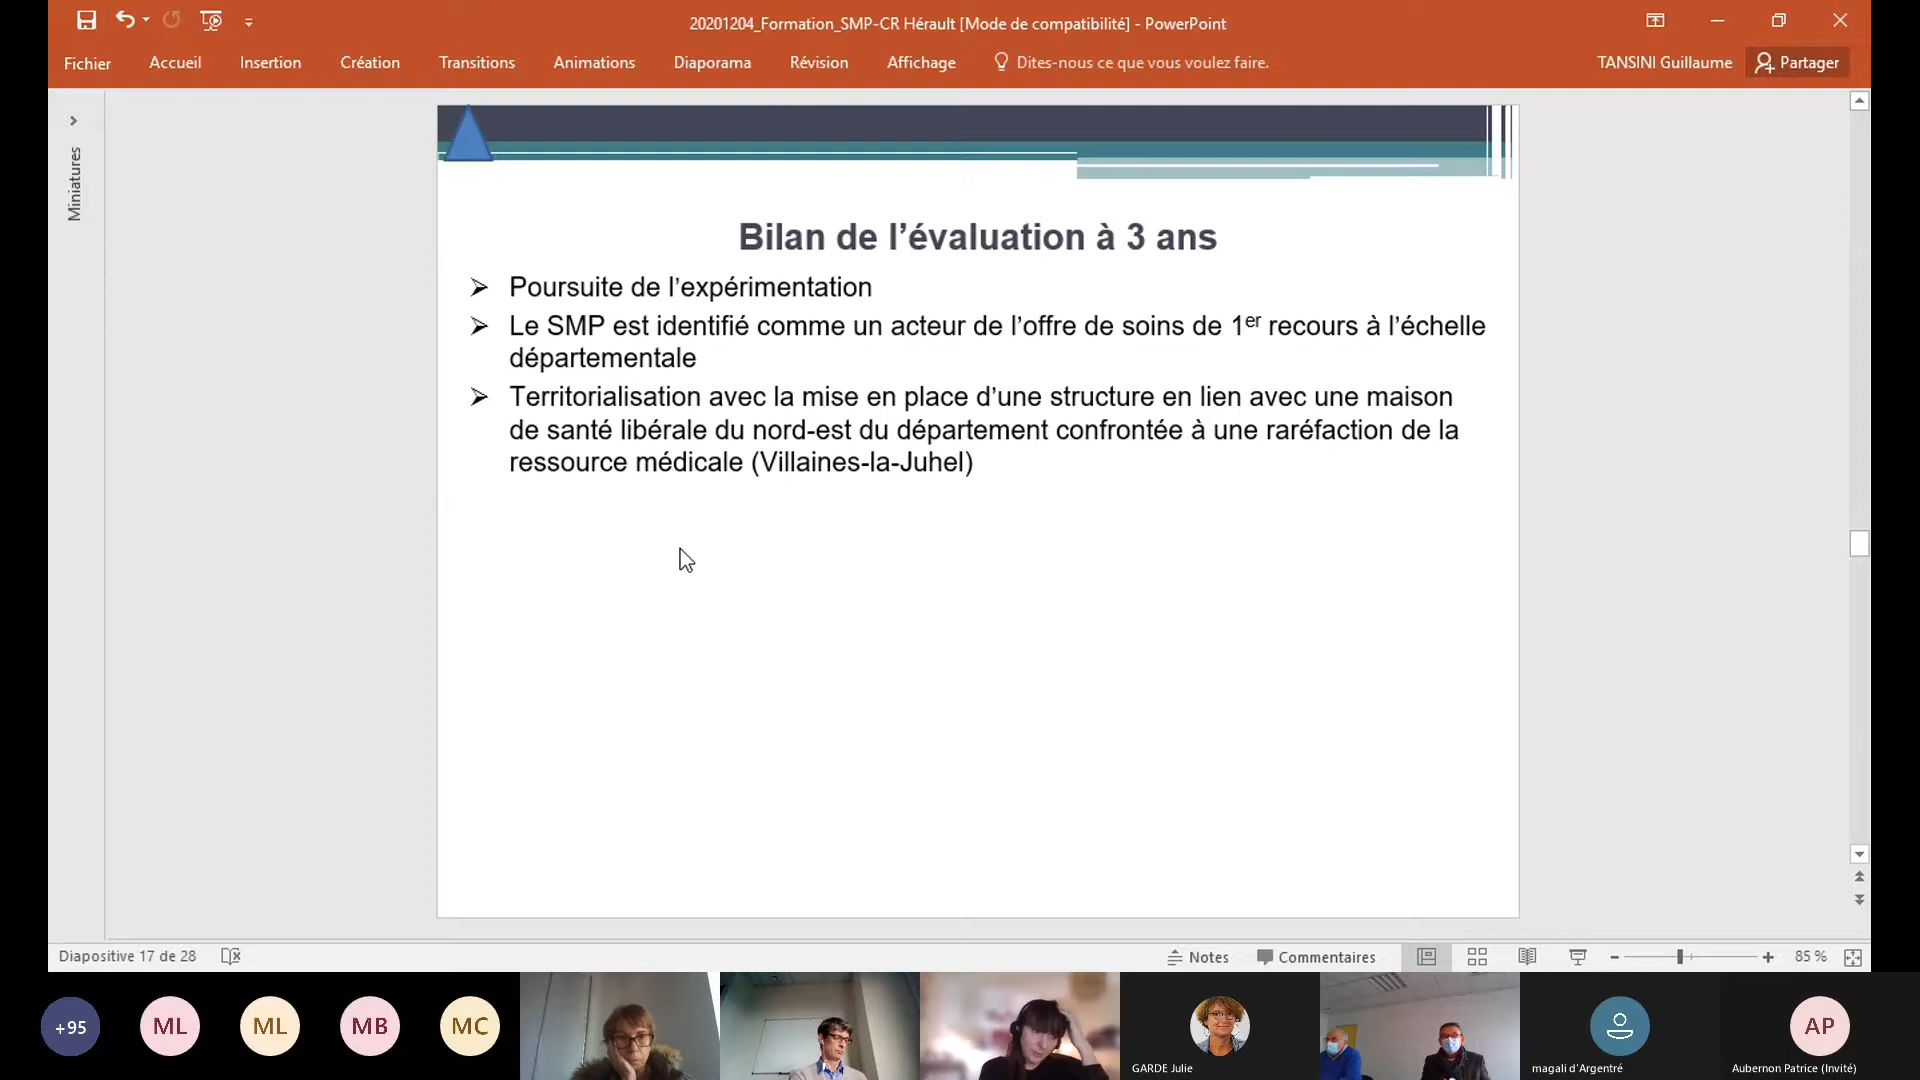 20201204_Formation_SMP-CR Hérault [Mode de compatibilité] - PowerPoint
Fichier Accueil Insertion Création Transitions Animations Diaporama Révision Affichage Dites-nous ce que vous voulez faire. TANSINI Guillaume Partager
Miniatures
Bilan de l’évaluation à 3 ans
Poursuite de l’expérimentation
Le SMP est identifié comme un acteur de l’offre de soins de 1er recours à l’échelle
départementale
Territorialisation avec la mise en place d’une structure en lien avec une maison
de santé libérale du nord-est du département confrontée à une raréfaction de la
ressource médicale (Villaines-la-Juhel)
Diapositive 17 de 28 Notes Commentaires 85 %
+95 ML ML MB MC AP
GARDE Julie magali d'Argentré Aubernon Patrice (Invité)